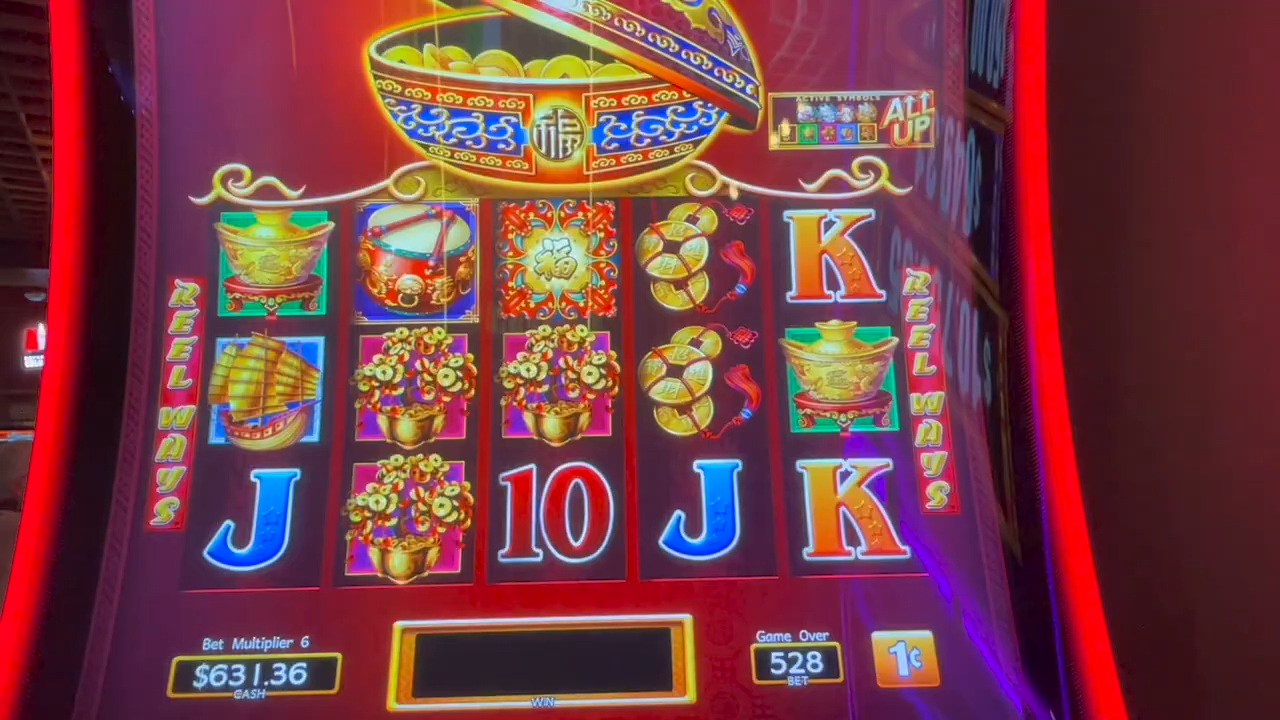 ACTIVE SYMBOLS
ALL UP
福
K
REEL WAYS
REEL WAYS
J
10
J
K
Bet Multiplier 6
$631.36
CASH
WIN
Game Over
528
BET
1¢